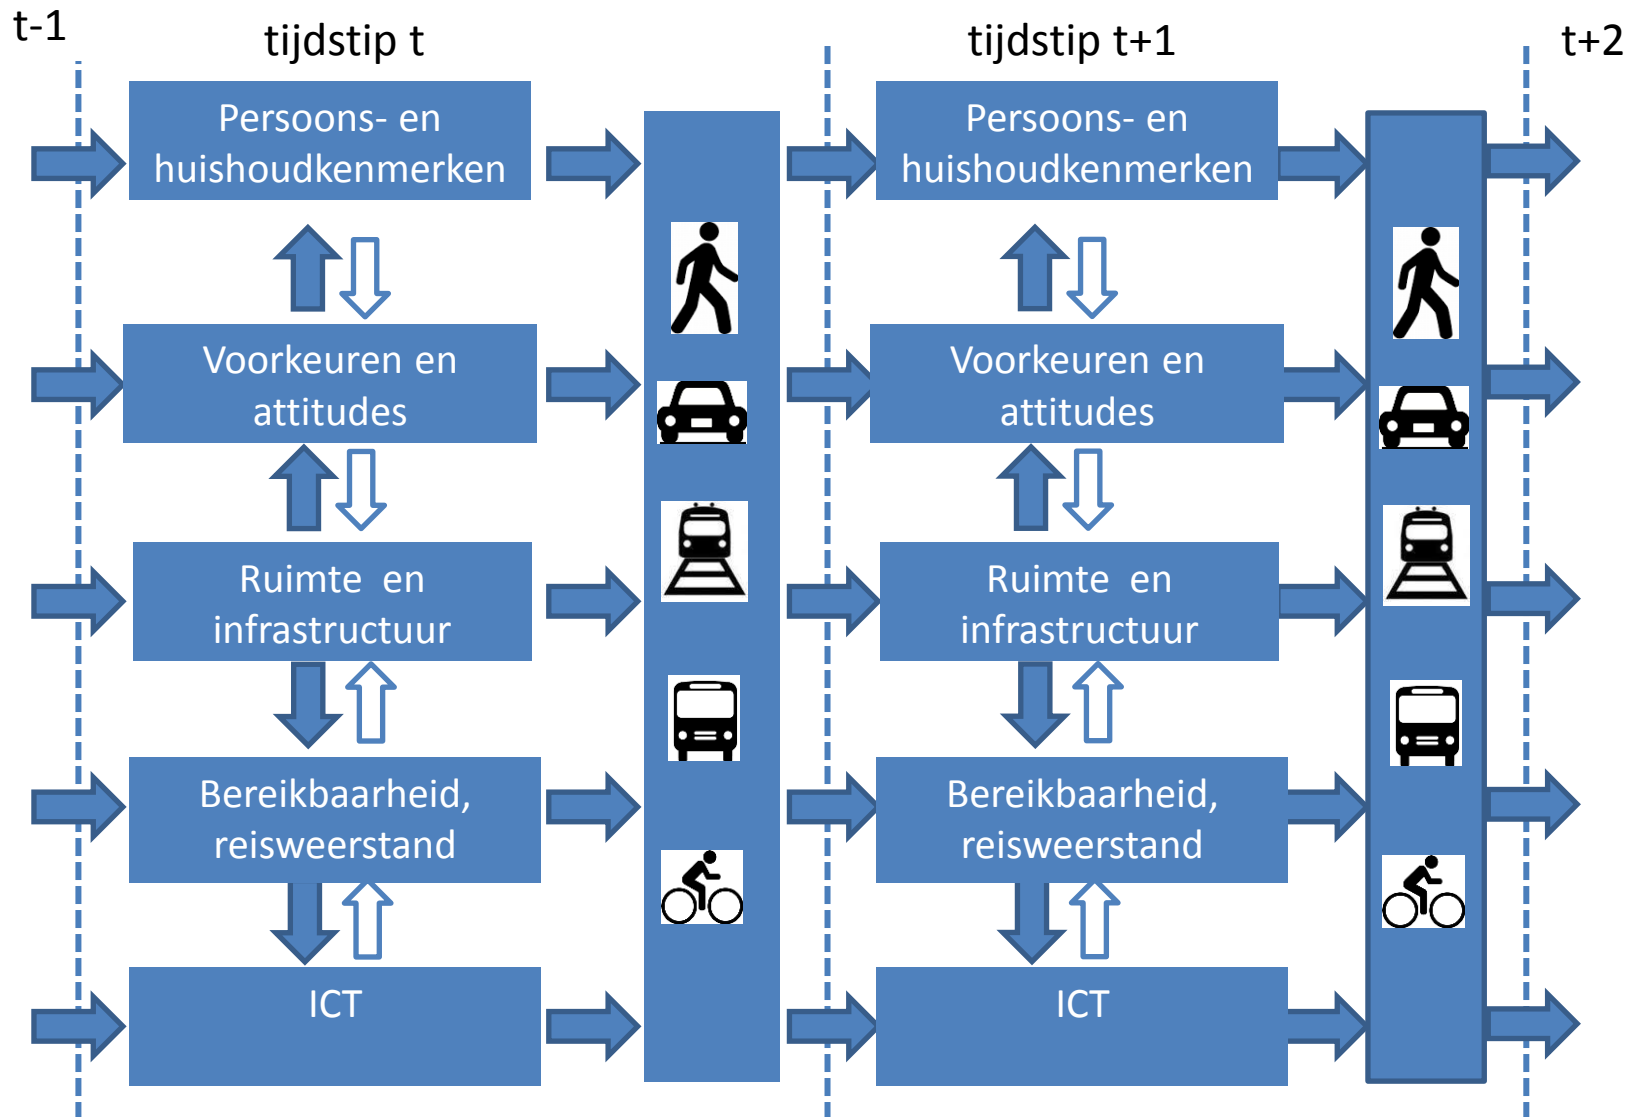 t-1
tijdstip t
tijdstip t+1
t+2
Persoons- en
huishoudkenmerken
Persoons- en
huishoudkenmerken
Voorkeuren en
attitudes
Voorkeuren en
attitudes
Ruimte en
infrastructuur
Ruimte en
infrastructuur
Bereikbaarheid,
reisweerstand
Bereikbaarheid,
reisweerstand
ICT
ICT